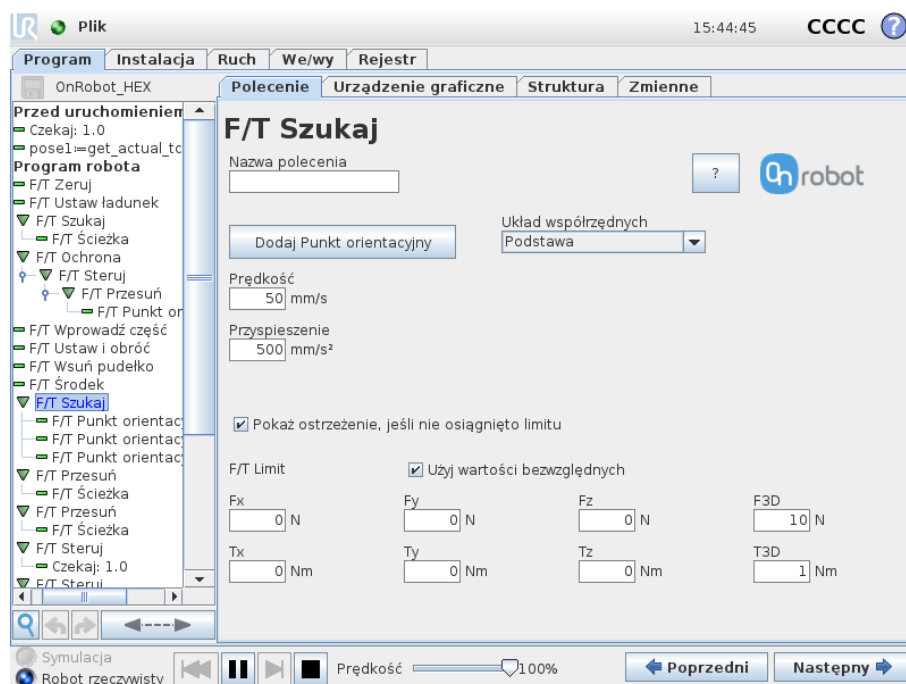 Plik
15:44:45
CCCC
?
Program Instalacja Ruch We/wy Rejestr
OnRobot_HEX
Polecenie Urządzenie graficzne Struktura Zmienne
Przed uruchomieniem
Czekaj: 1.0
pose1:=get_actual_tc
Program robota
F/T Zeruj
F/T Ustaw ładunek
F/T Szukaj
F/T Ścieżka
F/T Ochrona
F/T Steruj
F/T Przesuń
F/T Punkt or
F/T Wprowadź część
F/T Ustaw i obróć
F/T Wsuń pudełko
F/T Środek
F/T Szukaj
F/T Punkt orientac
F/T Punkt orientac
F/T Punkt orientac
F/T Przesuń
F/T Ścieżka
F/T Przesuń
F/T Ścieżka
F/T Steruj
Czekaj: 1.0
F/T Steruj
F/T Szukaj
Nazwa polecenia
?
On robot
Dodaj Punkt orientacyjny
Układ współrzędnych
Podstawa
Prędkość
50 mm/s
Przyspieszenie
500 mm/s²
Pokaż ostrzeżenie, jeśli nie osiągnięto limitu
F/T Limit
Użyj wartości bezwzględnych
Fx Fy Fz F3D
0 N 0 N 0 N 10 N
Tx Ty Tz T3D
0 Nm 0 Nm 0 Nm 1 Nm
Symulacja
Robot rzeczywisty
Prędkość 100%
Poprzedni
Następny